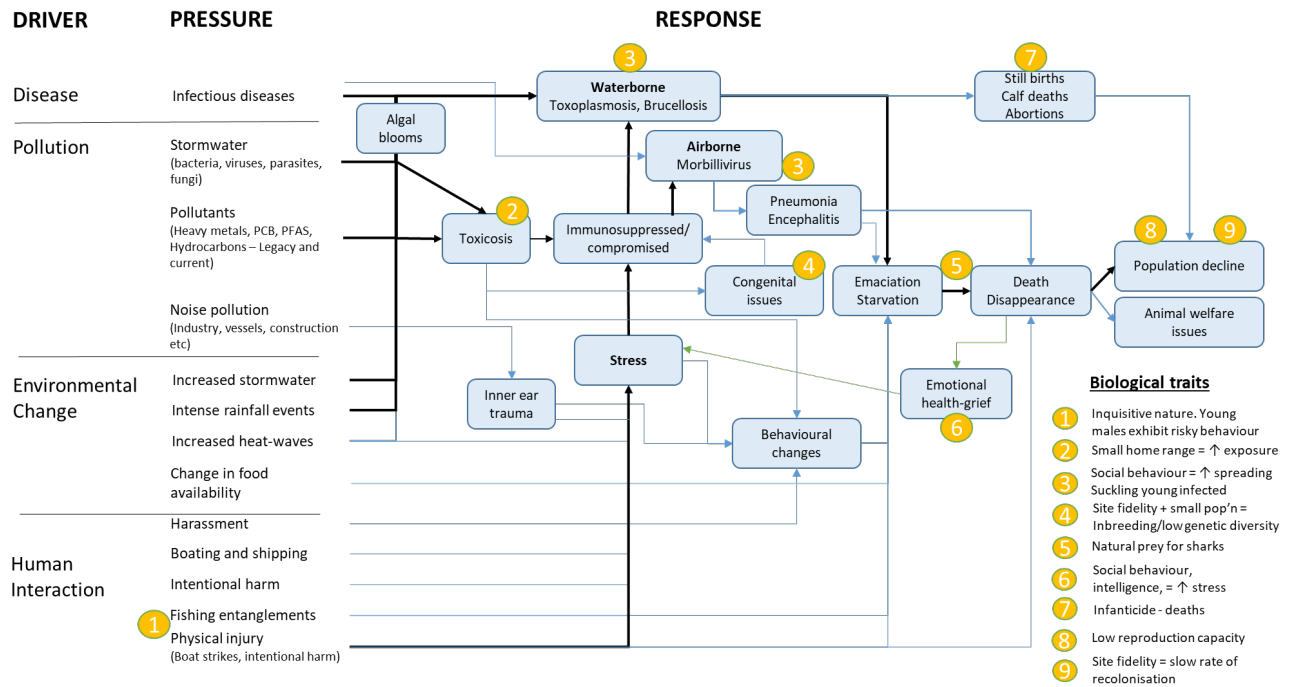 DRIVER
PRESSURE
RESPONSE
Disease
Infectious diseases
Pollution
Stormwater
(bacteria, viruses, parasites,
fungi)
Pollutants
(Heavy metals, PCB, PFAS,
Hydrocarbons – Legacy and
current)
Noise pollution
(Industry, vessels, construction
etc)
Environmental
Change
Increased stormwater
Intense rainfall events
Increased heat-waves
Change in food
availability
Human
Interaction
Harassment
Boating and shipping
Intentional harm
Fishing entanglements
1
Physical injury
(Boat strikes, intentional harm)
Algal
blooms
3
Waterborne
Toxoplasmosis, Brucellosis
Airborne
Morbillivirus
3
7
Still births
Calf deaths
Abortions
2
Toxicosis
Immunosuppressed/
compromised
Pneumonia
Encephalitis
4
Congenital
issues
Emaciation
Starvation
5
Death
Disappearance
8
9
Population decline
Animal welfare
issues
Stress
Inner ear
trauma
Behavioural
changes
Emotional
health-grief
6
Biological traits
1
Inquisitive nature. Young
males exhibit risky behaviour
2
Small home range = ↑ exposure
3
Social behaviour = ↑ spreading
Suckling young infected
4
Site fidelity + small pop’n =
Inbreeding/low genetic diversity
5
Natural prey for sharks
6
Social behaviour,
intelligence, = ↑ stress
7
Infanticide - deaths
8
Low reproduction capacity
9
Site fidelity = slow rate of
recolonisation